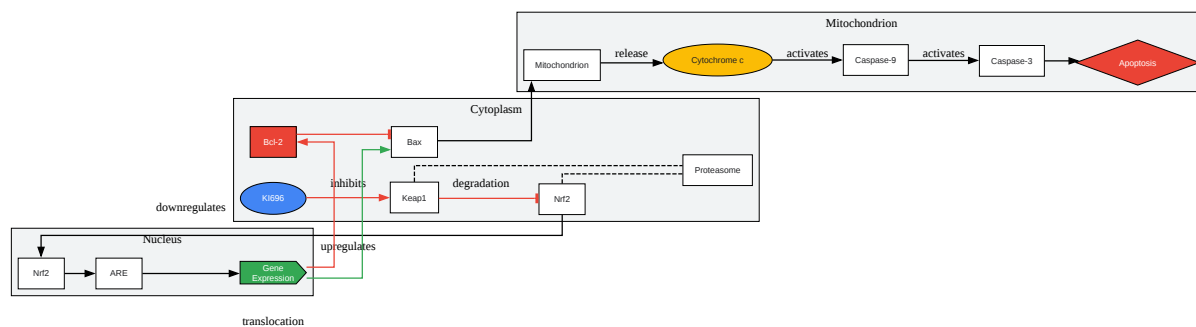 Mitochondrion
Mitochondrion
release
Cytochrome c
activates
Caspase-9
activates
Caspase-3
Apoptosis
Cytoplasm
Bcl-2
Bax
Proteasome
KI696
inhibits
Keap1
degradation
Nrf2
downregulates
Nucleus
upregulates
Nrf2
ARE
Gene
Expression
translocation